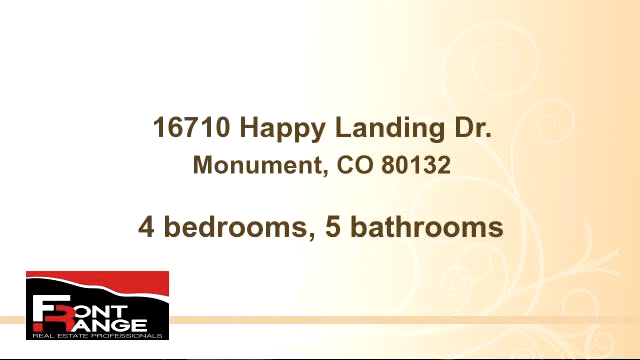 16710 Happy Landing Dr.
Monument, CO 80132
4 bedrooms, 5 bathrooms
FRONT
RANGE
REAL ESTATE PROFESSIONALS